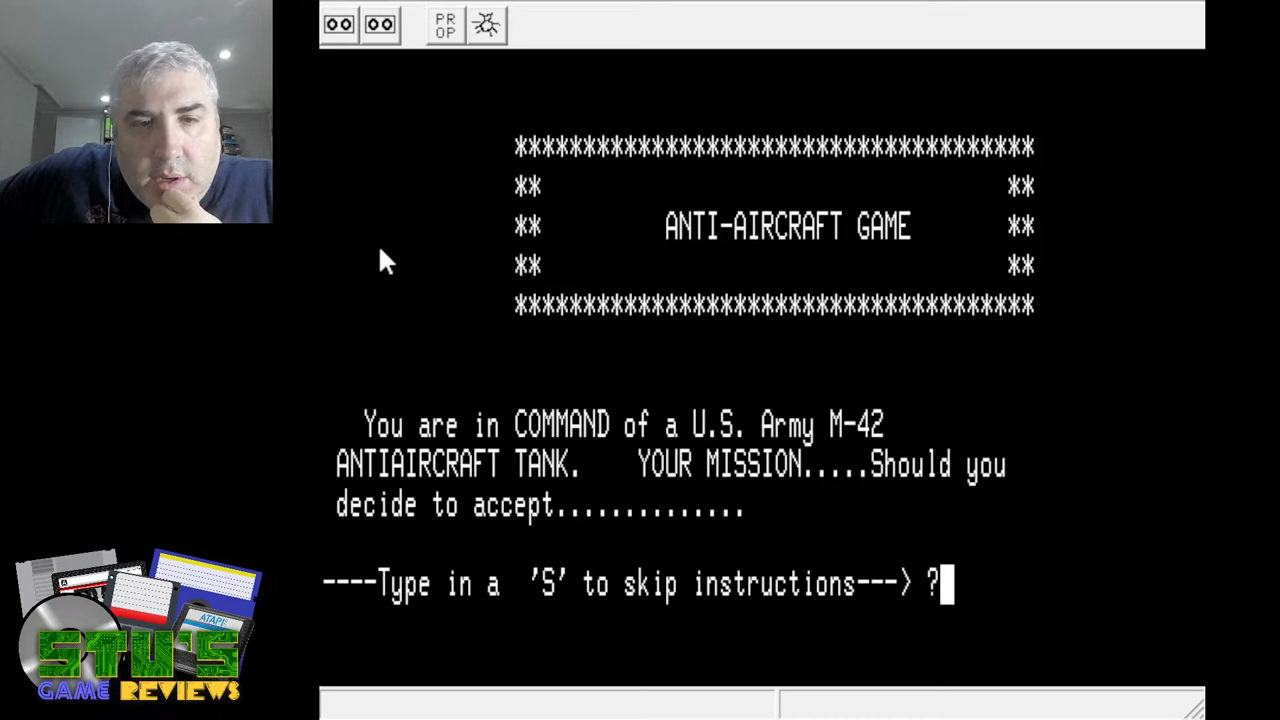 PR
OP
***************************************
** **
** ANTI-AIRCRAFT GAME **
** **
***************************************
You are in COMMAND of a U.S. Army M-42
ANTIAIRCRAFT TANK. YOUR MISSION.....Should you
decide to accept..............
----Type in a 'S' to skip instructions---> ?
ATARI
STU'S
GAME REVIEWS